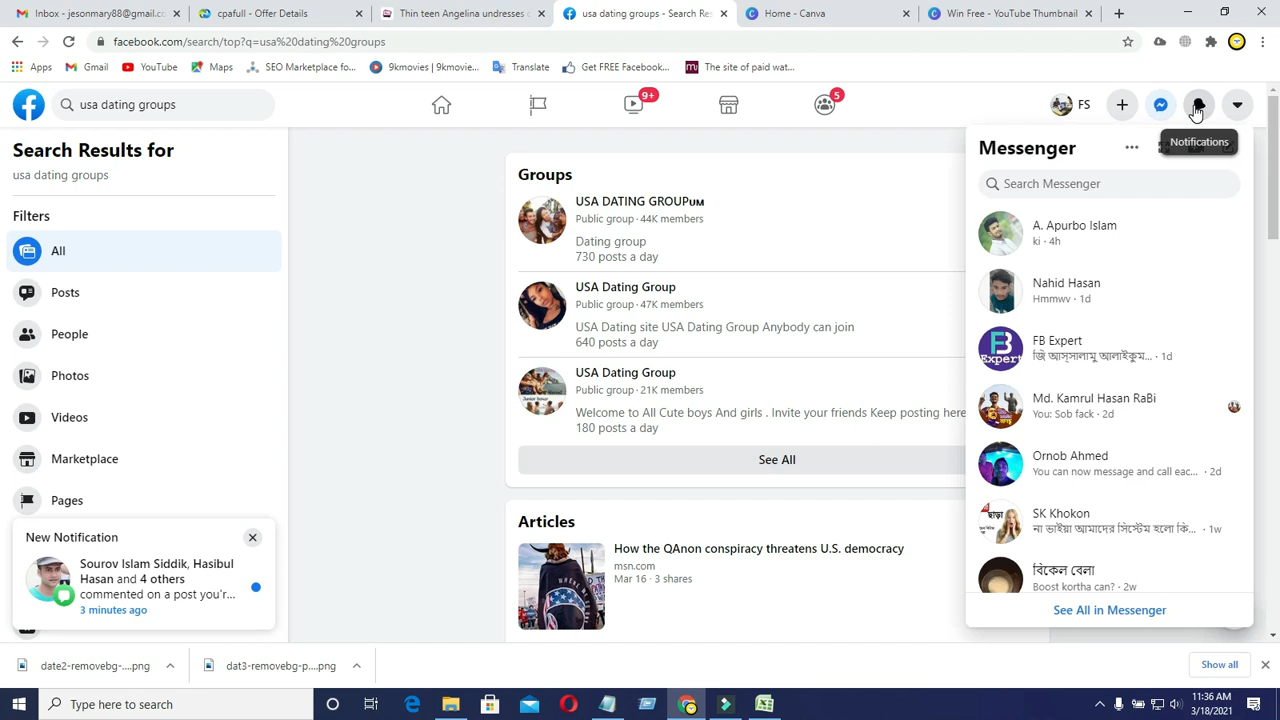 Inbox - jesonmary88@gmail.co
cpafull - Offer Details
Thin teen Angelina undresses c
usa dating groups - Search Res
Home - Canva
Win Free - YouTube Thumbnail
facebook.com/search/top?q=usa%20dating%20groups
Apps
Gmail
YouTube
Maps
SEO Marketplace fo...
9kmovies | 9kmovie...
Translate
Get FREE Facebook...
The site of paid wat...
usa dating groups
9+
5
FS
Notifications
Search Results for
usa dating groups
Filters
All
Posts
People
Photos
Videos
Marketplace
Pages
New Notification
Sourov Islam Siddik, Hasibul
Hasan and 4 others
commented on a post you'r...
3 minutes ago
Groups
USA DATING GROUPᴜᴍ
Public group · 44K members
Dating group
730 posts a day
USA Dating Group
Public group · 47K members
USA Dating site USA Dating Group Anybody can join
640 posts a day
USA Dating Group
Public group · 21K members
Welcome to All Cute boys And girls . Invite your friends Keep posting here
180 posts a day
See All
Articles
How the QAnon conspiracy threatens U.S. democracy
msn.com
Mar 16 · 3 shares
Messenger
Search Messenger
A. Apurbo Islam
ki · 4h
Nahid Hasan
Hmmwv · 1d
FB Expert
FB
Expert
জি আসসালামু আলাইকুম... · 1d
Md. Kamrul Hasan RaBi
You: Sob fack · 2d
Ornob Ahmed
You can now message and call eac... · 2d
SK Khokon
ছাড়া
না ভাইয়া আমাদের সিস্টেম হলো কি... · 1w
বিকেল বেলা
Boost kortha can? · 2w
See All in Messenger
date2-removebg-....png
dat3-removebg-p....png
Show all
Type here to search
11:36 AM
3/18/2021